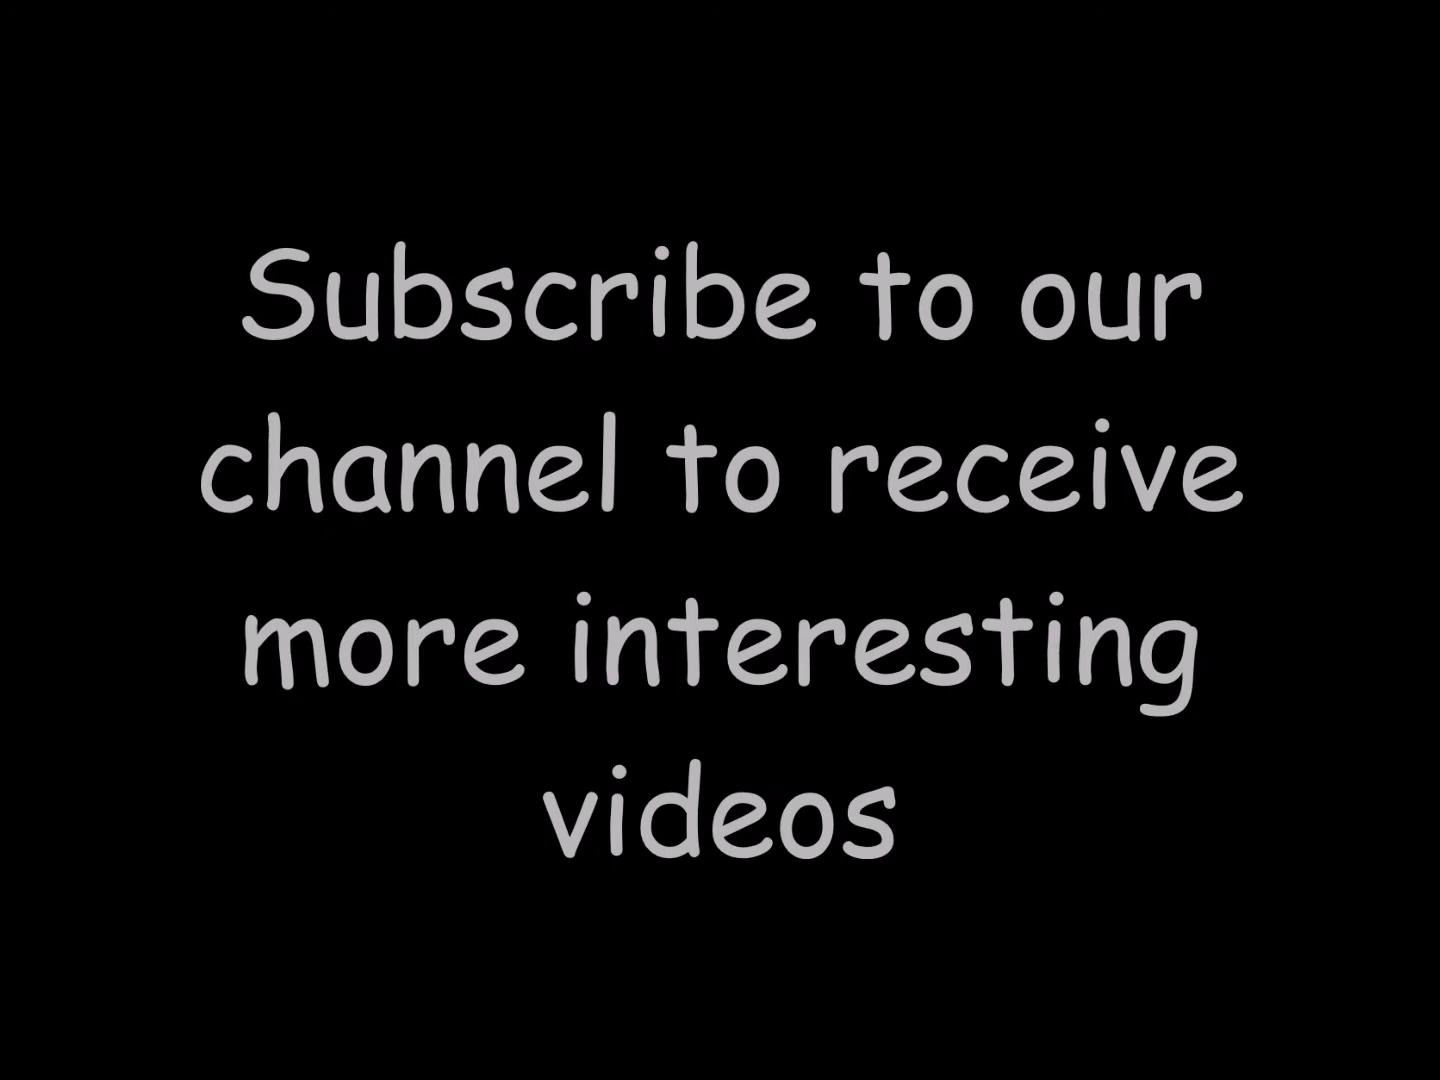 Subscribe to our
channel to receive
more interesting
videos